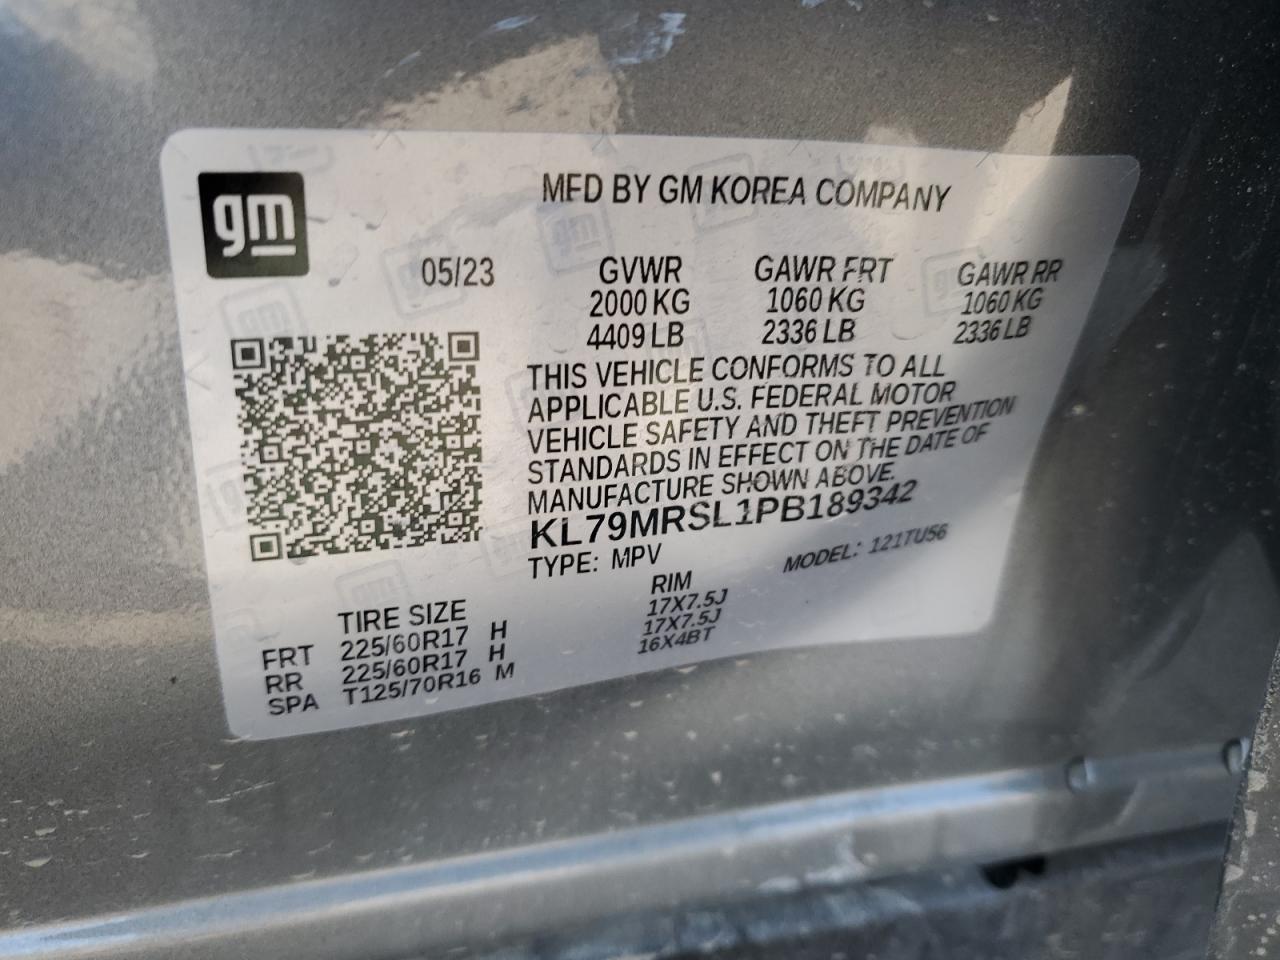 gm
MFD BY GM KOREA COMPANY
05/23 GVWR GAWR FRT GAWR RR
2000 KG 1060 KG 1060 KG
4409 LB 2336 LB 2336 LB
THIS VEHICLE CONFORMS TO ALL
APPLICABLE U.S. FEDERAL MOTOR
VEHICLE SAFETY AND THEFT PREVENTION
STANDARDS IN EFFECT ON THE DATE OF
MANUFACTURE SHOWN ABOVE.
KL79MRSL1PB189342
TYPE: MPV MODEL: 121TU56
TIRE SIZE RIM
FRT 225/60R17 H 17X7.5J
RR 225/60R17 H 17X7.5J
SPA T125/70R16 M 16X4BT